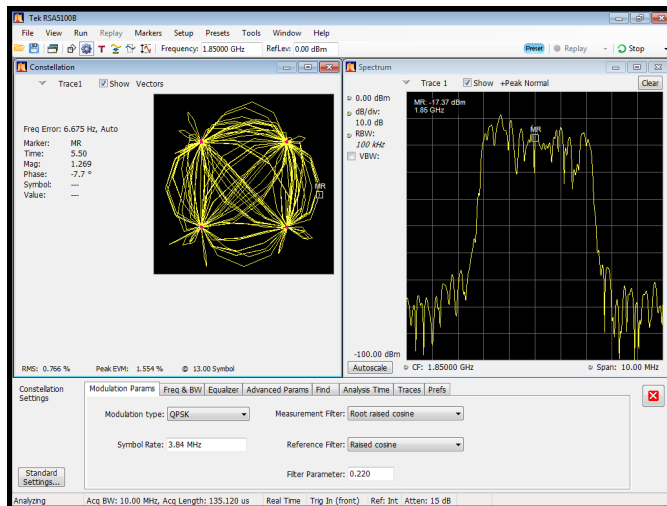 Tek RSA5100B
File View Run Replay Markers Setup Presets Tools Window Help
T Frequency: 1.85000 GHz RefLev: 0.00 dBm Preset Replay Stop
Constellation
Trace1 Show Vectors
Freq Error: 6.675 Hz, Auto
Marker: MR
Time: 5.50
Mag: 1.269
Phase: -7.7 °
Symbol: ---
Value: ---
MR
RMS: 0.766 % Peak EVM: 1.554 % @ 13.00 Symbol
Spectrum
Trace 1 Show +Peak Normal Clear
0.00 dBm
dB/div:
10.0 dB
RBW:
100 kHz
VBW:
MR: -17.37 dBm
1.85 GHz
MR
-100.00 dBm
Autoscale CF: 1.85000 GHz Span: 10.00 MHz
Constellation
Settings
Modulation Params Freq & BW Equalizer Advanced Params Find Analysis Time Traces Prefs
Modulation type: QPSK Measurement Filter: Root raised cosine
Symbol Rate: 3.84 MHz Reference Filter: Raised cosine
Filter Parameter: 0.220
Standard
Settings...
Analyzing Acq BW: 10.00 MHz, Acq Length: 135.120 us Real Time Trig In (front) Ref: Int Atten: 15 dB